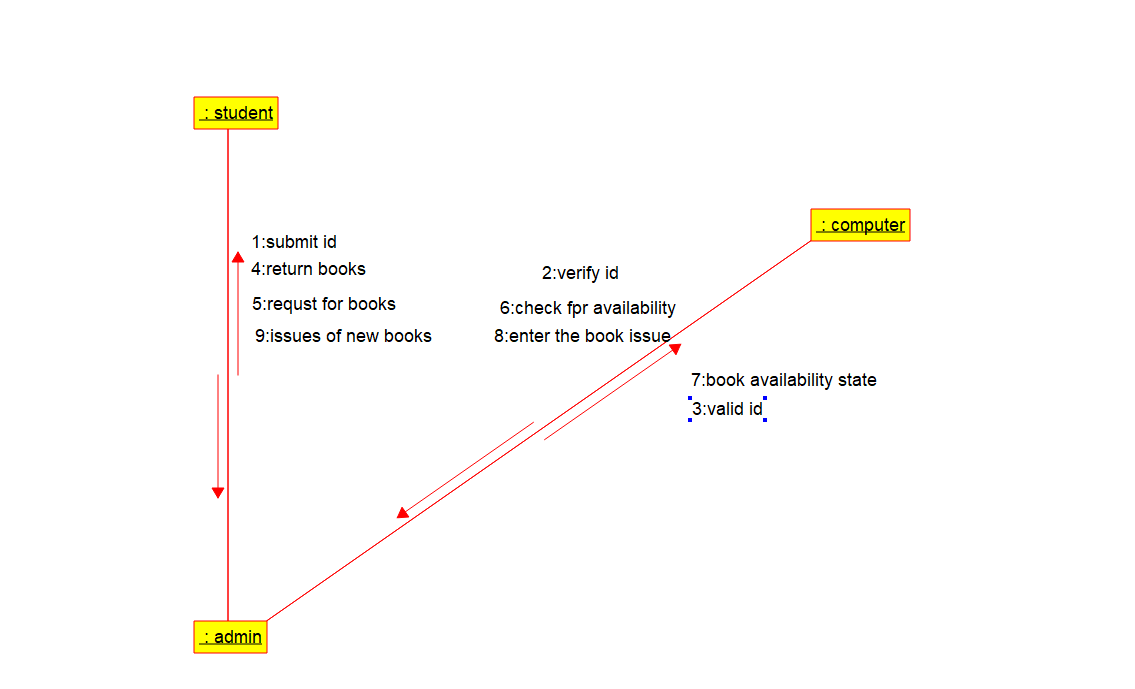 : student
: computer
1:submit id
4:return books
5:requst for books
9:issues of new books
2:verify id
6:check fpr availability
8:enter the book issue
7:book availability state
3:valid id
: admin